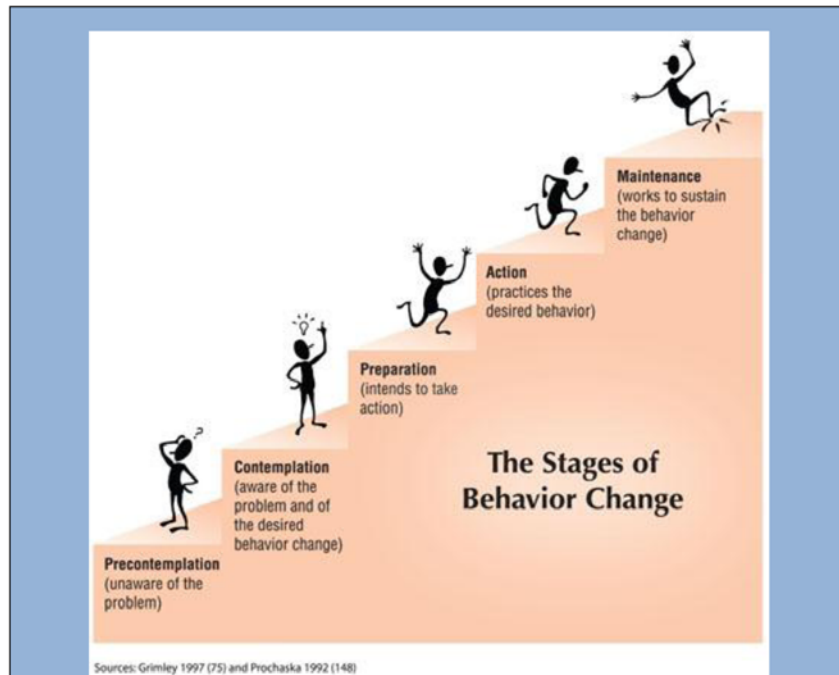 Maintenance
(works to sustain
the behavior
change)
Action
(practices the
desired behavior)
Preparation
(intends to take
action)
Contemplation
(aware of the
problem and of
the desired
behavior change)
Precontemplation
(unaware of the
problem)
The Stages of
Behavior Change
?
Sources: Grimley 1997 (75) and Prochaska 1992 (148)